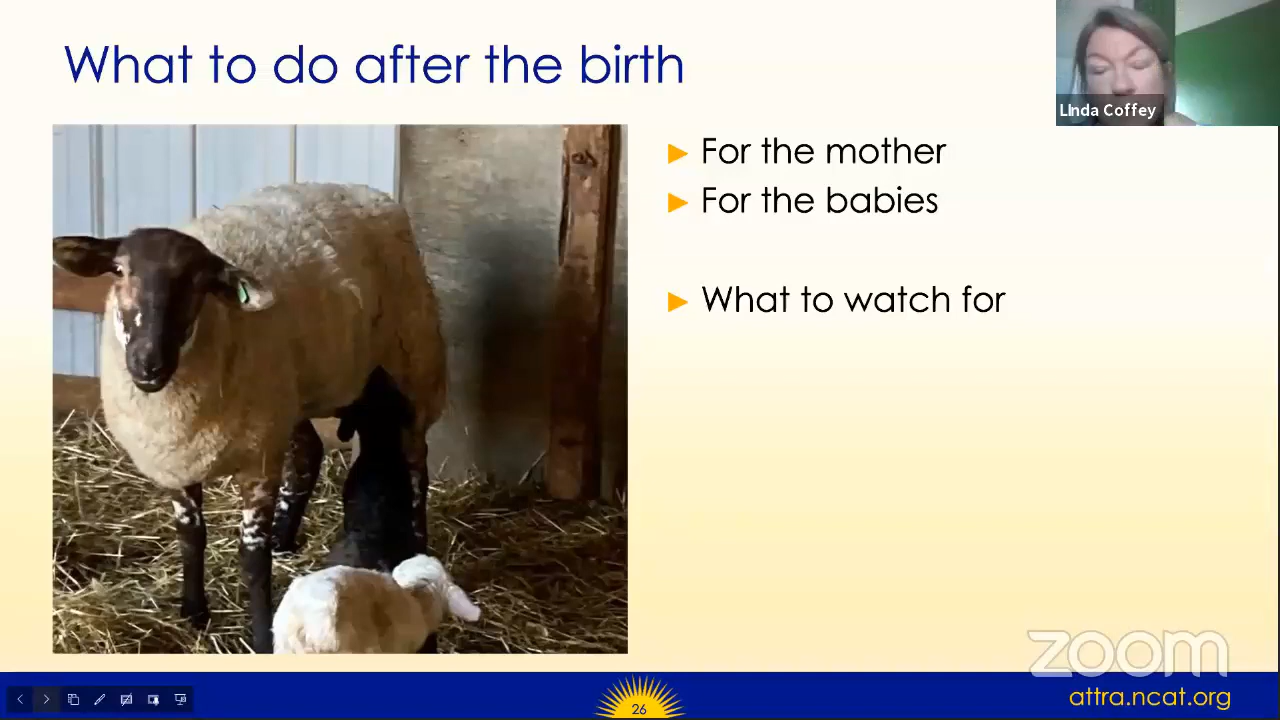 What to do after the birth
Linda Coffey
For the mother
For the babies
What to watch for
zoom
26
attra.ncat.org